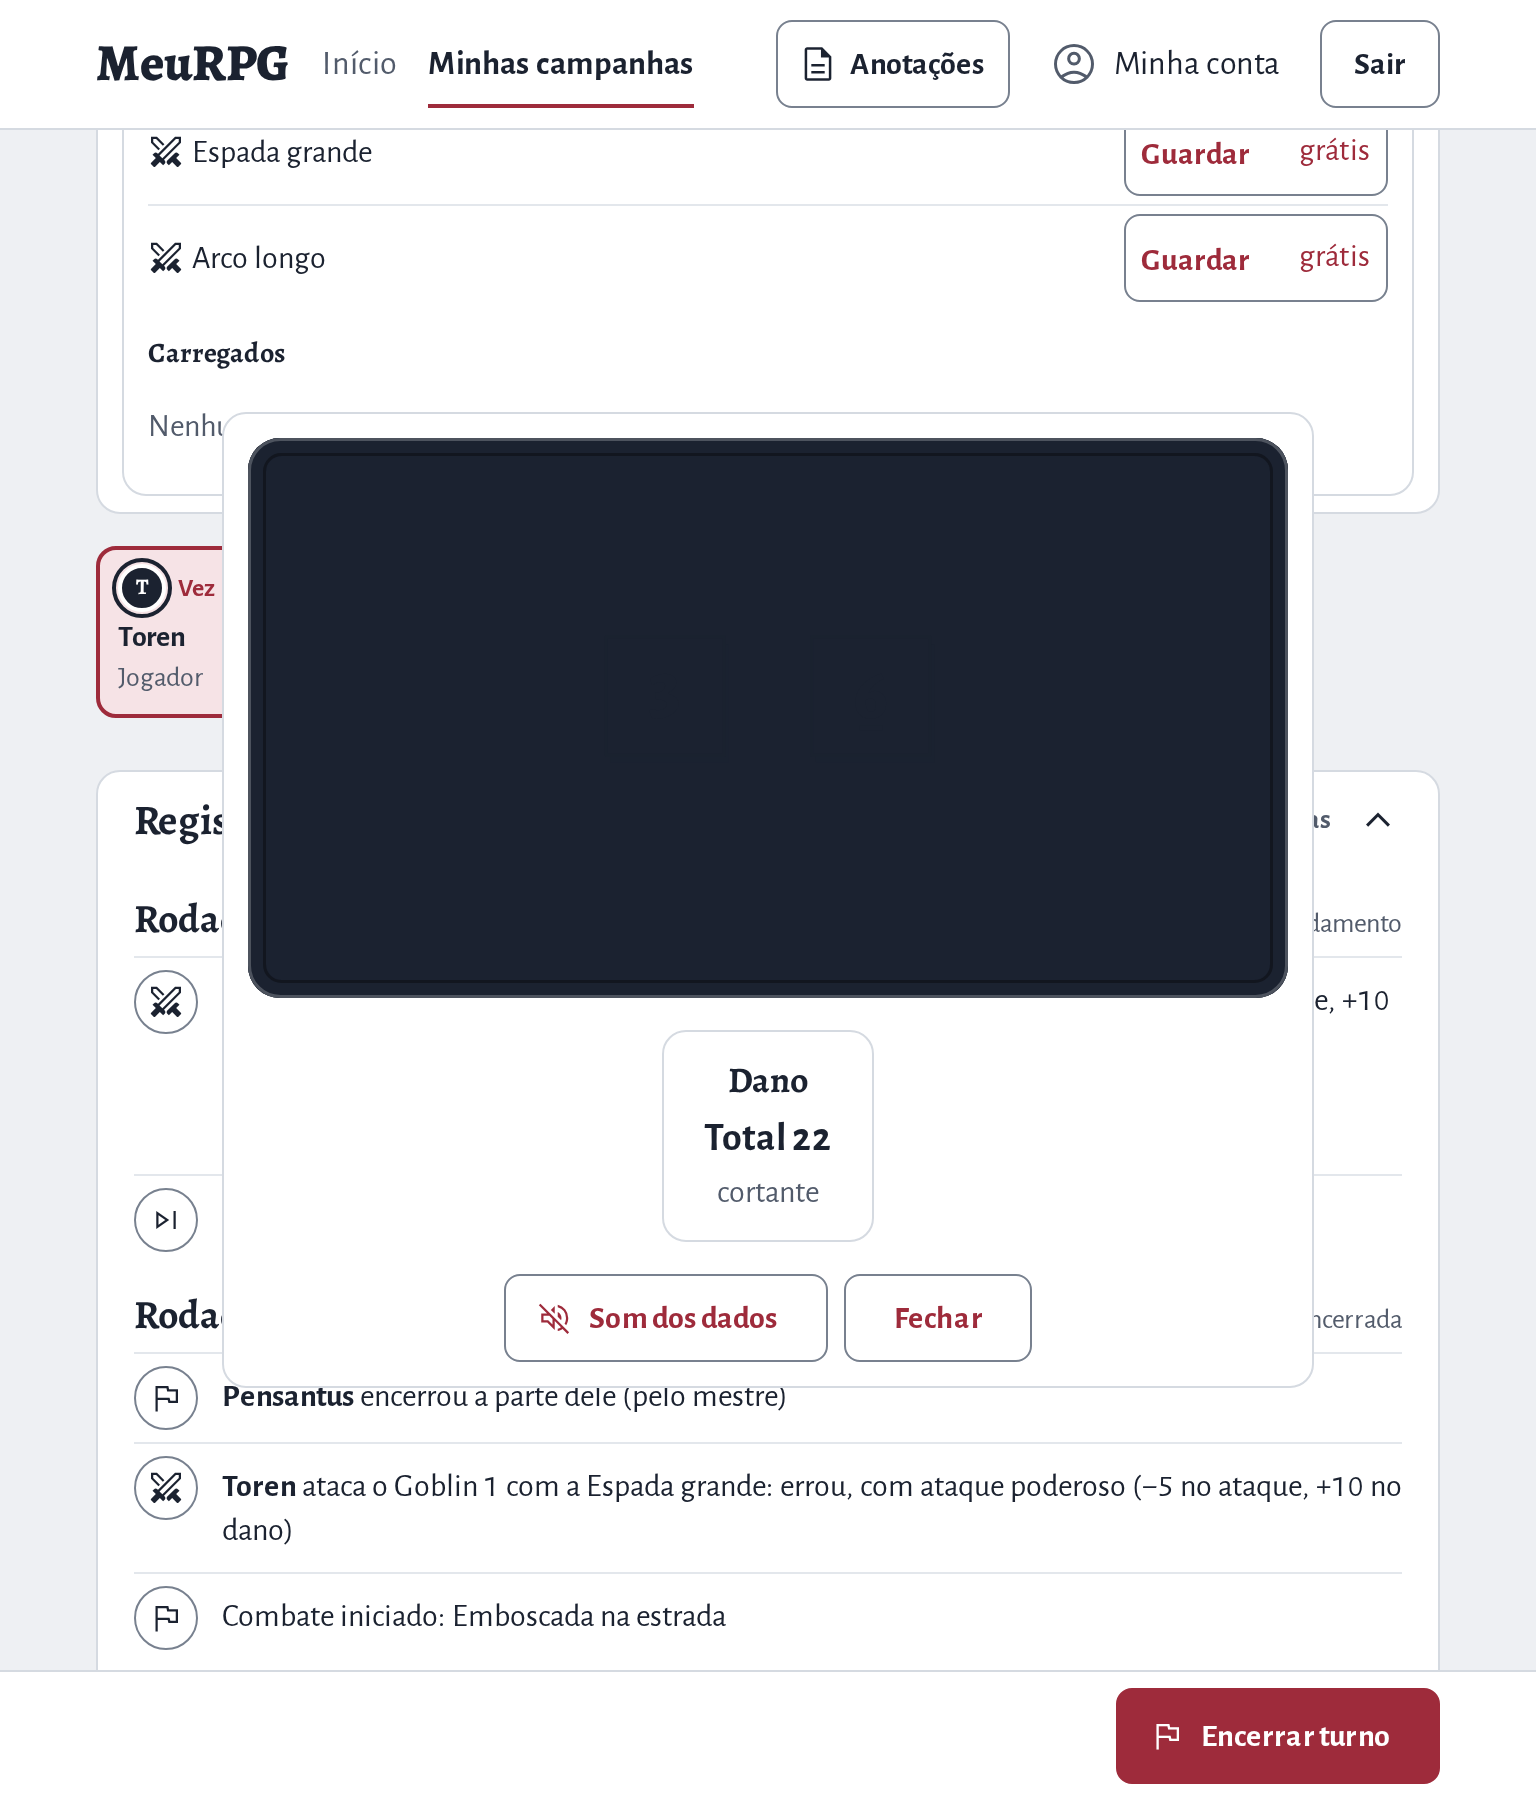 MeuRPG Início Minhas campanhas Anotações Minha conta Sair
Espada grande Guardar grátis
Arco longo Guardar grátis
Carregados
T Vez
Toren
Jogador
Dano
Total 22
cortante
Som dos dados Fechar
Pensantus encerrou a parte dele (pelo mestre)
Toren ataca o Goblin 1 com a Espada grande: errou, com ataque poderoso (−5 no ataque, +10 no
dano)
Combate iniciado: Emboscada na estrada
Encerrar turno